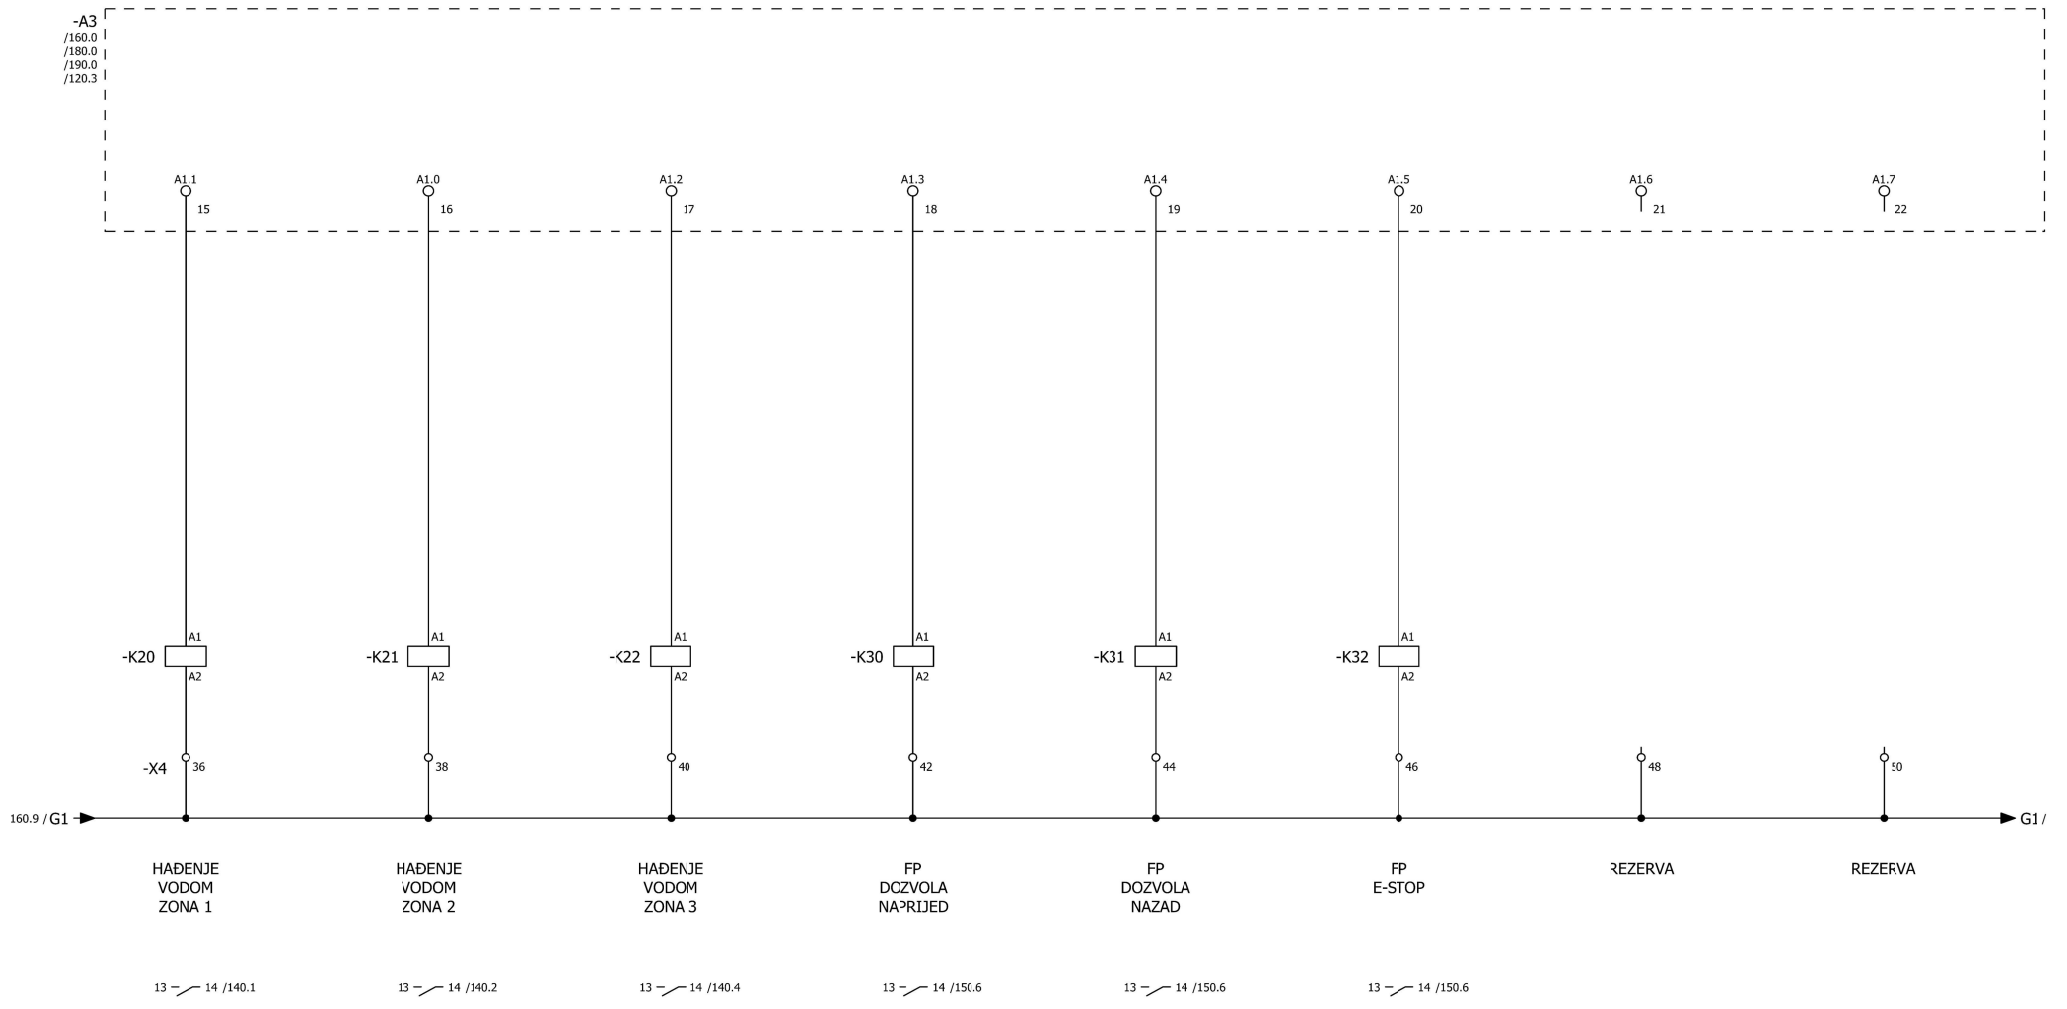 -A3
/160.0
/180.0
/190.0
/120.3
A1.1 A1.0 A1.2 A1.3 A1.4 A1.5 A1.6 A1.7
15 16 17 18 19 20 21 22
A1 A1 A1 A1 A1 A1
-K20 -K21 -K22 -K30 -K31 -K32
A2 A2 A2 A2 A2 A2
-X4 36 38 40 42 44 46 48 50
160.9 / G1 G1 /
HAĐENJE HAĐENJE HAĐENJE FP FP FP REZERVA REZERVA
VODOM VODOM VODOM DOZVOLA DOZVOLA E-STOP
ZONA 1 ZONA 2 ZONA 3 NAPRIJED NAZAD
13 14 /140.1 13 14 /140.2 13 14 /140.4 13 14 /150.6 13 14 /150.6 13 14 /150.6